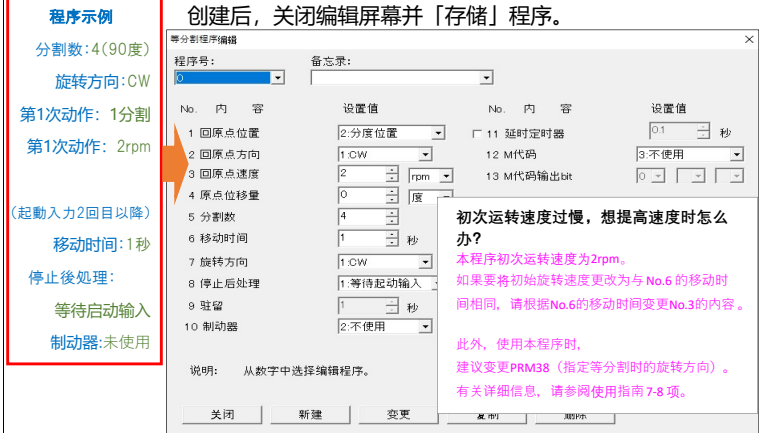 程序示例
分割数:4(90度)
旋转方向:CW
第1次动作：1分割
第1次动作：2rpm
(起動入力2回目以降)
移动时间:1秒
停止後処理:
等待启动输入
制动器:未使用
创建后，关闭编辑屏幕并「存储」程序。
等分割程序编辑
程序号: 备忘录:
0
No. 内 容 设置值 No. 内 容 设置值
1 回原点位置 2:分度位置 11 延时定时器 0.1 秒
2 回原点方向 1:CW 12 M代码 3:不使用
3 回原点速度 2 rpm 13 M代码输出bit 0
4 原点位移量 0 度
5 分割数 4
6 移动时间 1 秒
7 旋转方向 1:CW
8 停止后处理 1:等待起动输入
9 驻留 1 秒
10 制动器 2:不使用
说明: 从数字中选择编辑程序。
关闭 新建 变更 复制 删除
初次运转速度过慢，想提高速度时怎么
办?
本程序初次运转速度为2rpm。
如果要将初始旋转速度更改为与 No.6 的移动时
间相同，请根据No.6的移动时间变更No.3的内容。
此外，使用本程序时,
建议变更PRM38（指定等分割时的旋转方向）。
有关详细信息，请参阅使用指南 7-8 项。